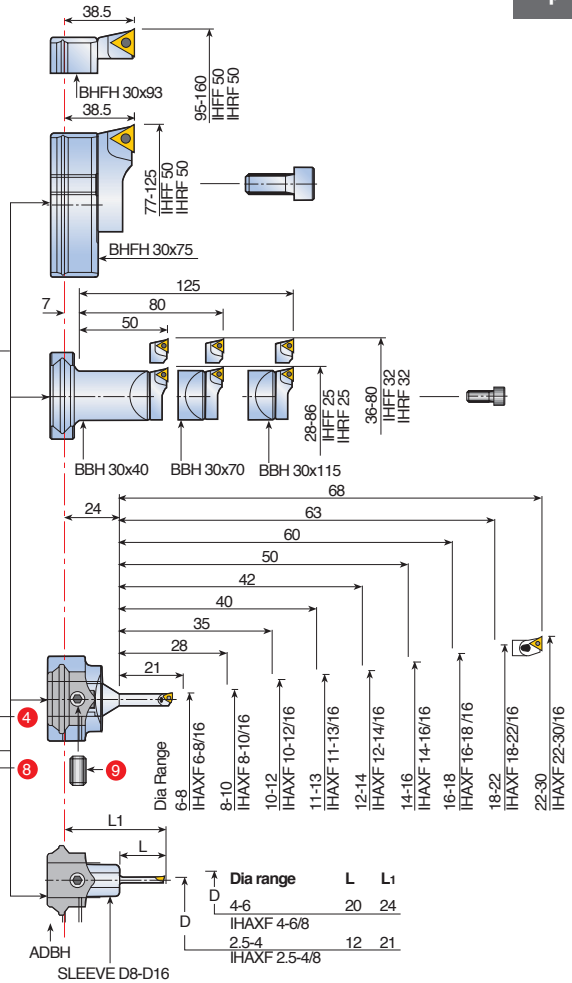 38.5
BHFH 30x93
95-160
IHFF 50
IHRF 50
38.5
77-125
IHFF 50
IHRF 50
BHFH 30x75
125
7
80
50
28-86
IHFF 25
IHRF 25
36-80
IHFF 32
IHRF 32
BBH 30x40
BBH 30x70
BBH 30x115
68
24
63
60
50
42
40
35
28
21
4
8
9
Dia Range
6-8
IHAXF 6-8/16
8-10
IHAXF 8-10/16
10-12
IHAXF 10-12/16
11-13
IHAXF 11-13/16
12-14
IHAXF 12-14/16
14-16
IHAXF 14-16/16
16-18
IHAXF 16-18 /16
18-22
IHAXF 18-22/16
22-30
IHAXF 22-30/16
L1
L
D
D
Dia range L L1
4-6 20 24
IHAXF 4-6/8
2.5-4 12 21
IHAXF 2.5-4/8
ADBH
SLEEVE D8-D16